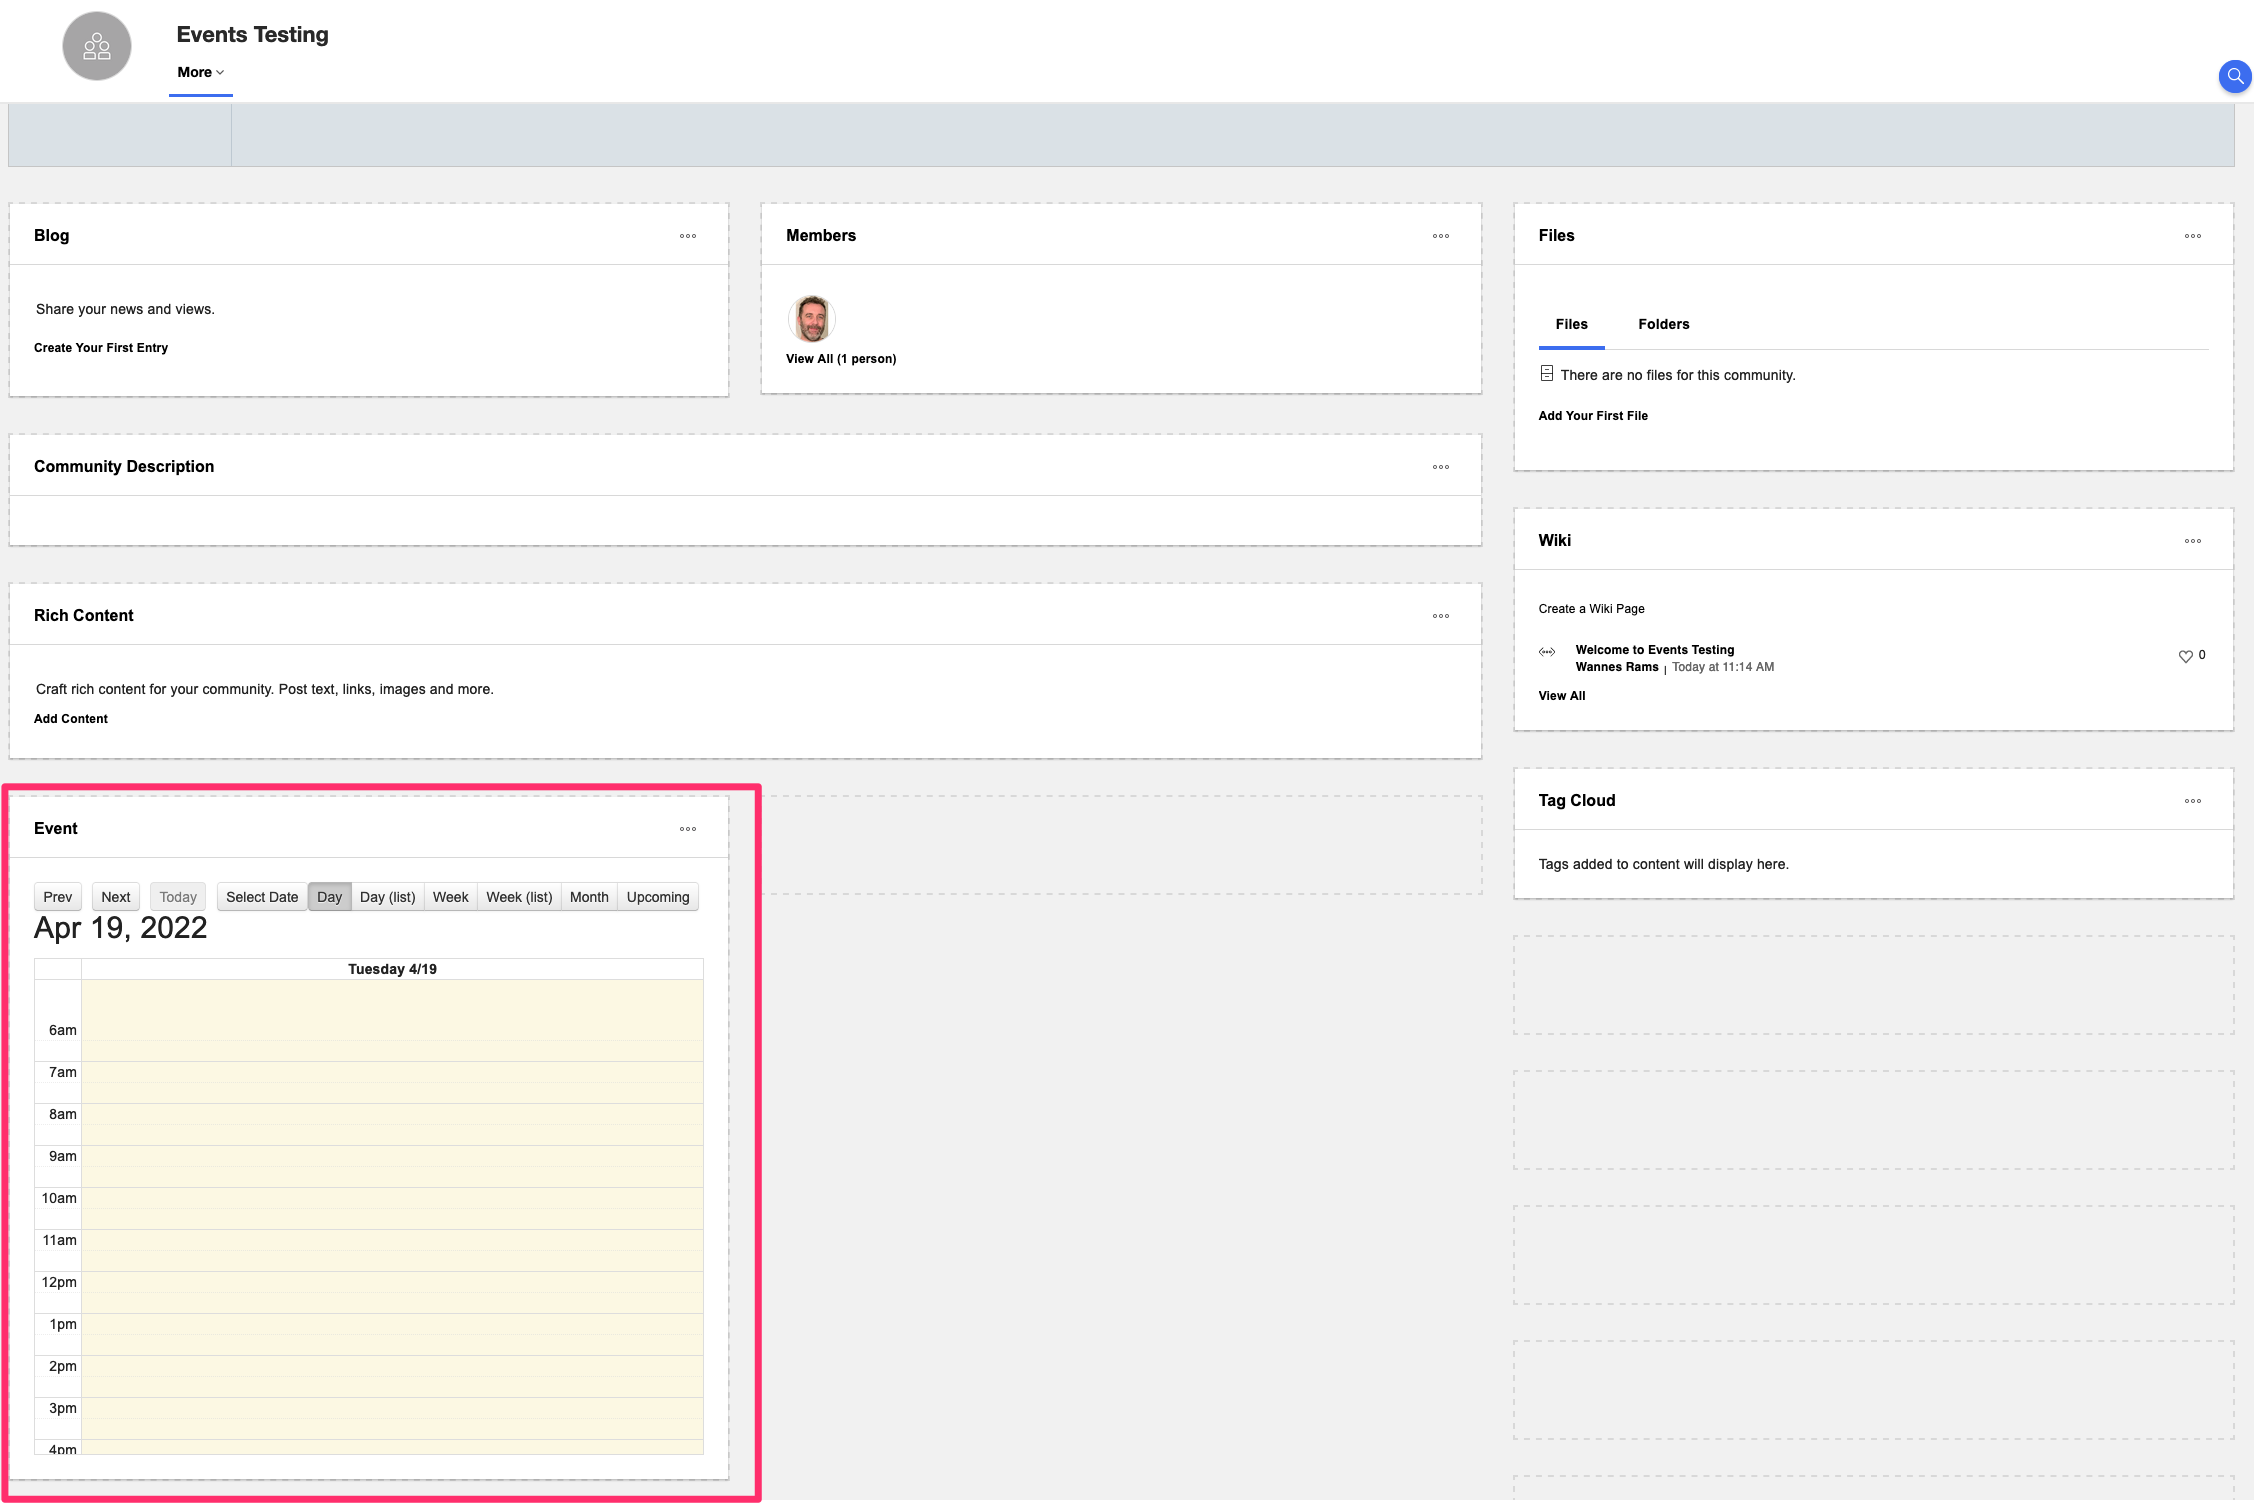 Events Testing
More
Blog
Share your news and views.
Create Your First Entry
Members
View All (1 person)
Files
Files Folders
There are no files for this community.
Add Your First File
Community Description
Rich Content
Craft rich content for your community. Post text, links, images and more.
Add Content
Wiki
Create a Wiki Page
Welcome to Events Testing
Wannes Rams | Today at 11:14 AM
0
View All
Tag Cloud
Tags added to content will display here.
Event
Prev Next Today Select Date Day Day (list) Week Week (list) Month Upcoming
Apr 19, 2022
Tuesday 4/19
6am
7am
8am
9am
10am
11am
12pm
1pm
2pm
3pm
4pm